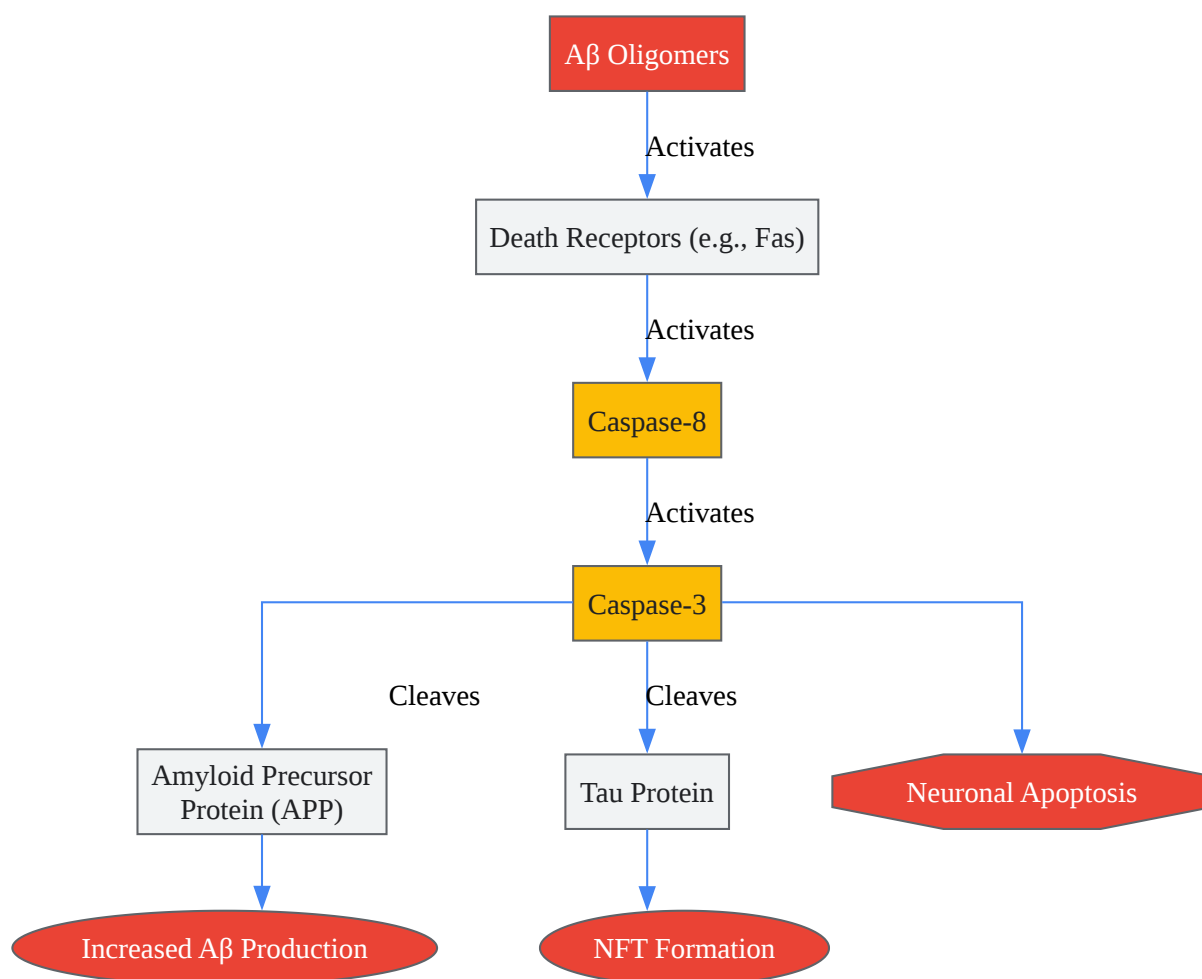 Aβ Oligomers
Activates
Death Receptors (e.g., Fas)
Activates
Caspase-8
Activates
Caspase-3
Cleaves
Cleaves
Amyloid Precursor
Protein (APP)
Tau Protein
Neuronal Apoptosis
Increased Aβ Production
NFT Formation